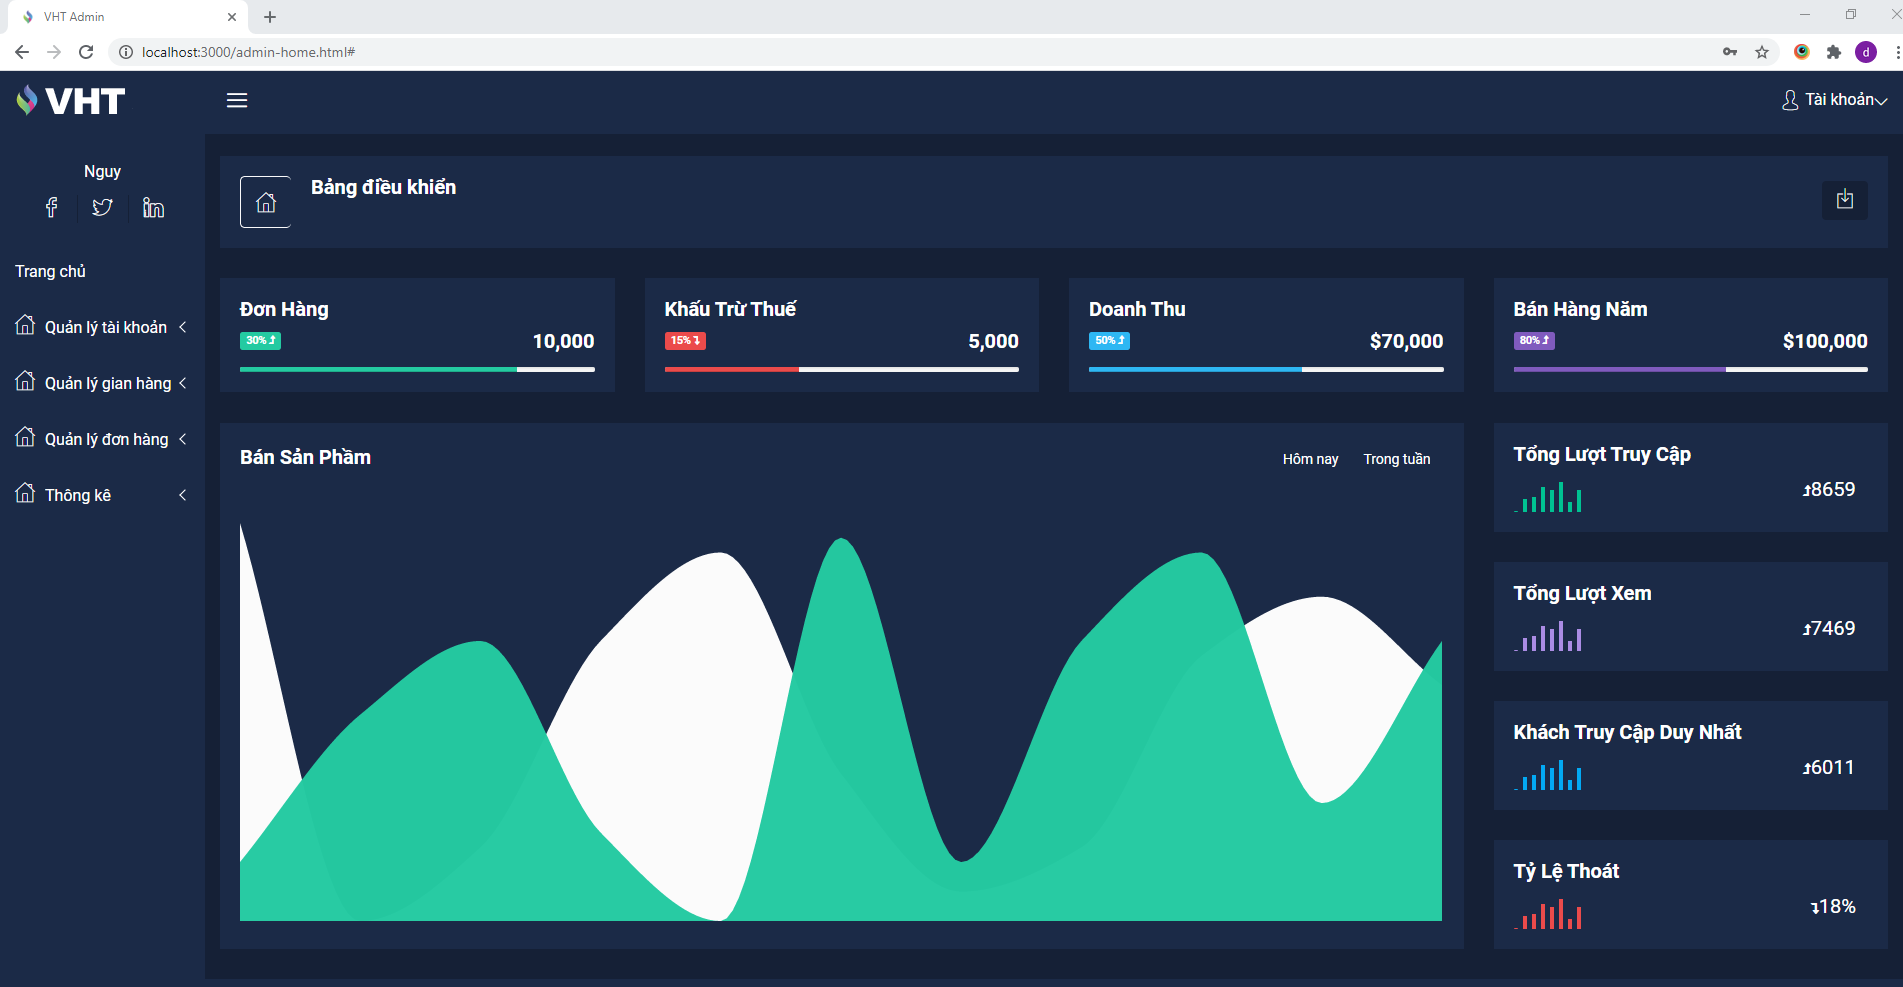 VHT Admin
localhost:3000/admin-home.html#
d
VHT
Tài khoản
Nguy
Trang chủ
Quản lý tài khoản
Quản lý gian hàng
Quản lý đơn hàng
Thông kê
Bảng điều khiển
Đơn Hàng
30%
10,000
Khấu Trừ Thuế
15%
5,000
Doanh Thu
50%
$70,000
Bán Hàng Năm
80%
$100,000
Bán Sản Phầm
Hôm nay
Trong tuần
Tổng Lượt Truy Cập
8659
Tổng Lượt Xem
7469
Khách Truy Cập Duy Nhất
6011
Tỷ Lệ Thoát
18%